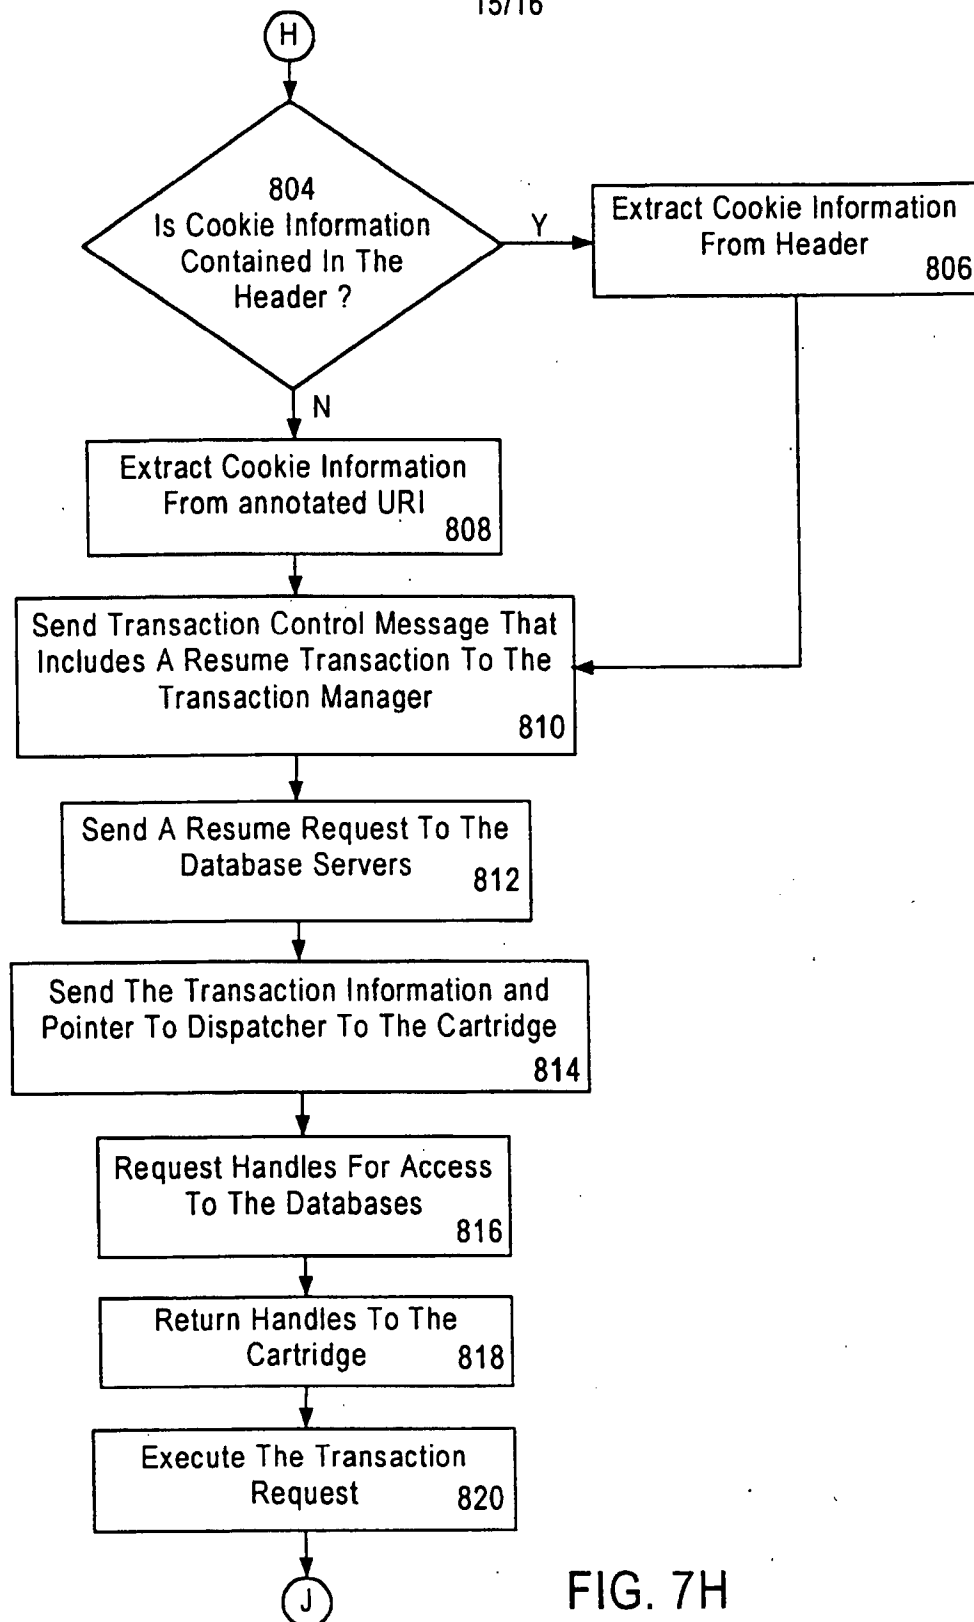 15/16
H
804
Is Cookie Information
Contained In The
Header ?
Y
Extract Cookie Information
From Header
806
N
Extract Cookie Information
From annotated URI
808
Send Transaction Control Message That
Includes A Resume Transaction To The
Transaction Manager
810
Send A Resume Request To The
Database Servers
812
Send The Transaction Information and
Pointer To Dispatcher To The Cartridge
814
Request Handles For Access
To The Databases
816
Return Handles To The
Cartridge
818
Execute The Transaction
Request
820
J
FIG. 7H